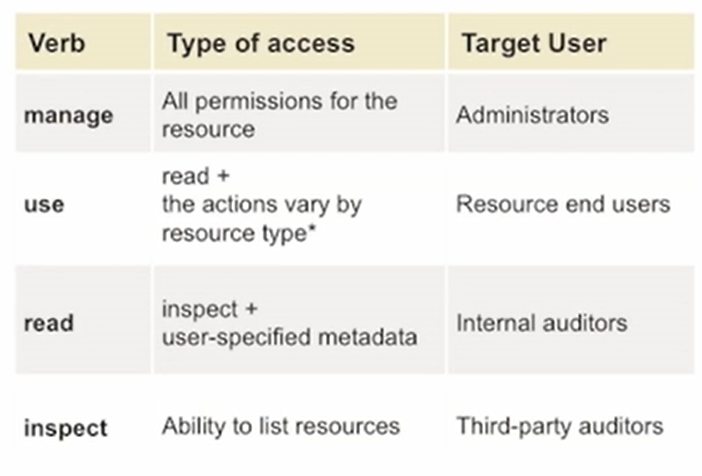 Verb Type of access Target User
manage All permissions for the resource Administrators
use read + the actions vary by resource type* Resource end users
read inspect + user-specified metadata Internal auditors
inspect Ability to list resources Third-party auditors